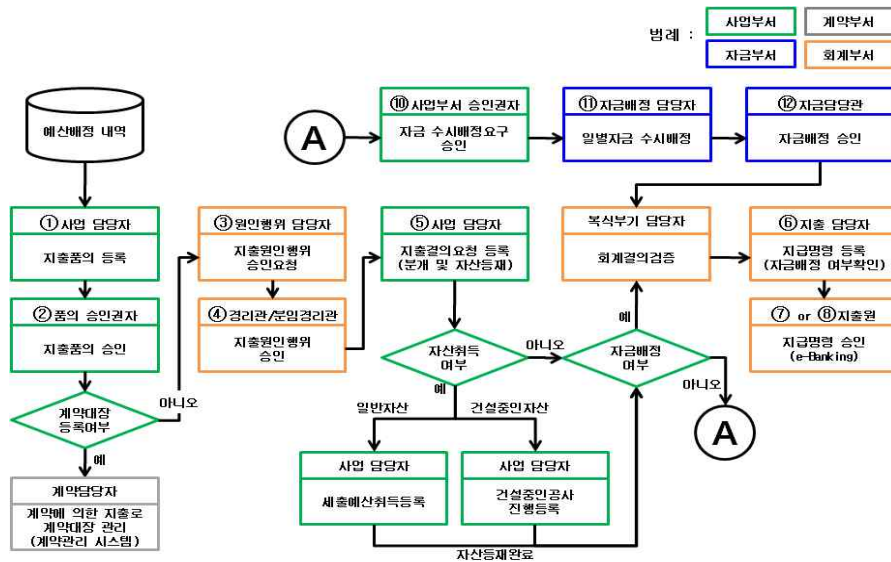 범례 :
사업부서
계약부서
자금부서
회계부서
예산배정 내역
A
⑩사업부서 승인권자
자금 수시배정요구
승인
⑪자금배정 담당자
일별자금 수시배정
⑫자금담당관
자금배정 승인
①사업 담당자
지출품의 등록
②품의 승인권자
지출품의 승인
계약대장
등록여부
아니오
예
계약담당자
계약에 의한 지출로
계약대장 관리
(계약관리 시스템)
③원인행위 담당자
지출원인행위
승인요청
④경리관/분임경리관
지출원인행위
승인
⑤사업 담당자
지출결의요청 등록
(분개 및 자산등재)
자산취득
여부
아니오
예
일반자산
건설중인자산
사업 담당자
세출예산취득등록
사업 담당자
건설중인공사
진행등록
자산등재완료
복식부기 담당자
회계결의검증
예
자금배정
여부
아니오
A
⑥지출 담당자
지급명령 등록
(자금배정 여부확인)
⑦ or ⑧지출원
지급명령 승인
(e-Banking)